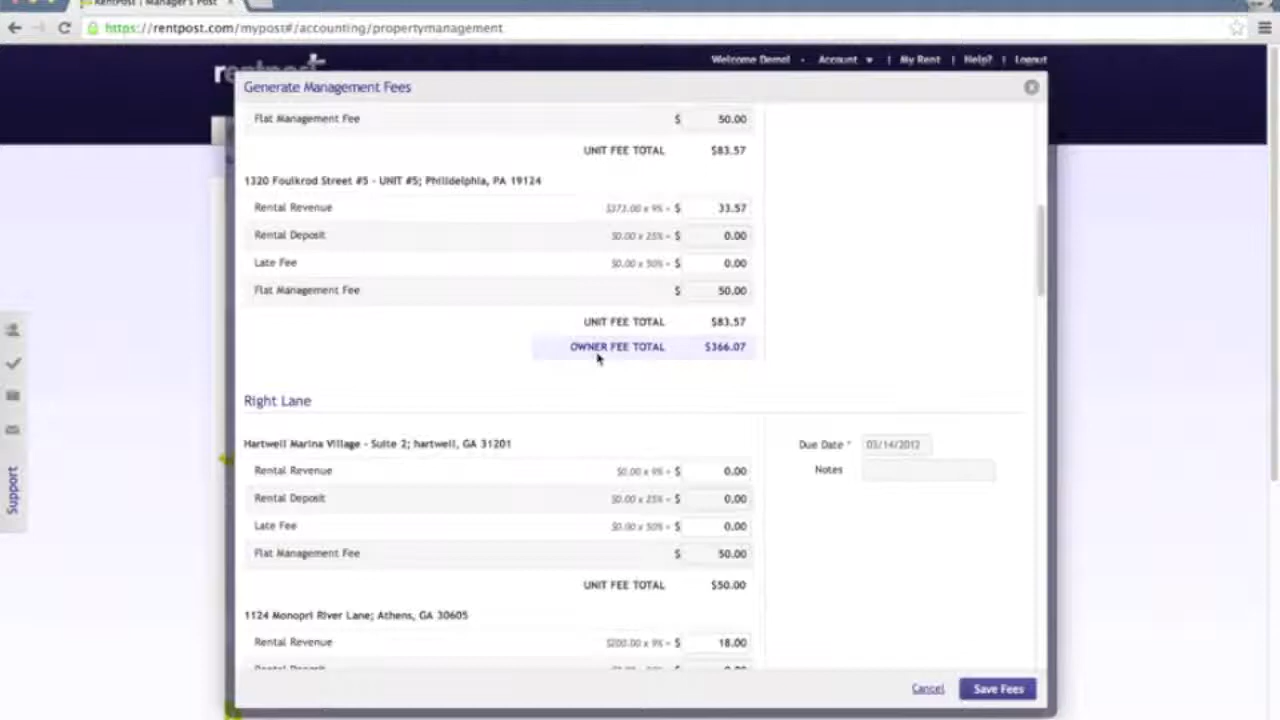 RentPost | Manager's Post
https://rentpost.com/mypost#/accounting/propertymanagement
Welcome Demo! - Account ▾ | My Rent | Help? | Logout
Generate Management Fees
Flat Management Fee $ 50.00
UNIT FEE TOTAL $83.57
1320 Foulkrod Street #5 - UNIT #5; Philidelphia, PA 19124
Rental Revenue $373.00 x 9% = $ 33.57
Rental Deposit $0.00 x 25% = $ 0.00
Late Fee $0.00 x 50% = $ 0.00
Flat Management Fee $ 50.00
UNIT FEE TOTAL $83.57
OWNER FEE TOTAL $366.07
Right Lane
Hartwell Marina Village - Suite 2; hartwell, GA 31201
Due Date * 03/14/2012
Rental Revenue $0.00 x 9% = $ 0.00
Notes
Rental Deposit $0.00 x 25% = $ 0.00
Late Fee $0.00 x 50% = $ 0.00
Flat Management Fee $ 50.00
UNIT FEE TOTAL $50.00
1124 Monopri River Lane; Athens, GA 30605
Rental Revenue $200.00 x 9% = $ 18.00
Rental Deposit
Cancel Save Fees
Support